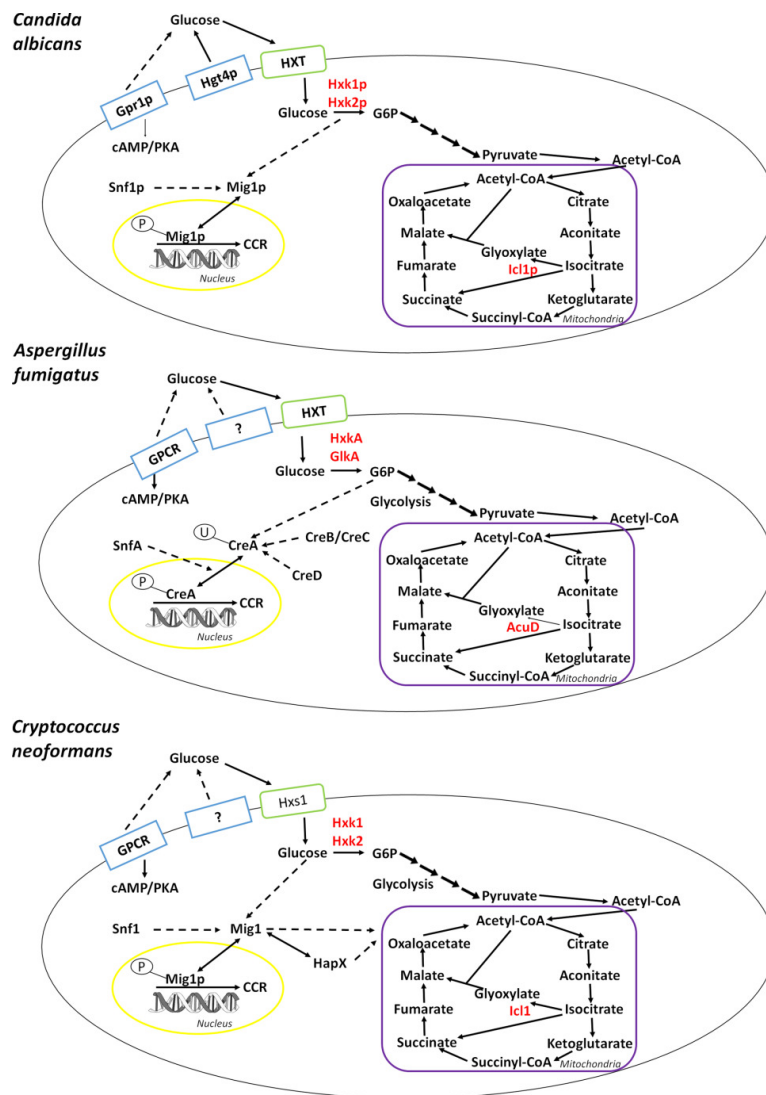 Candida
albicans
Glucose
HXT
Hgt4p
Gpr1p
Hxk1p
Hxk2p
Glucose
G6P
cAMP/PKA
Pyruvate
Acetyl-CoA
Acetyl-CoA
Snf1p
Mig1p
Oxaloacetate
Citrate
P
Mig1p
CCR
Malate
Aconitate
Glyoxylate
Icl1p
Isocitrate
Fumarate
Nucleus
Succinate
Ketoglutarate
Succinyl-CoA
Mitochondria
Aspergillus
fumigatus
Glucose
HXT
?
GPCR
HxkA
GlkA
Glucose
G6P
cAMP/PKA
Glycolysis
Pyruvate
Acetyl-CoA
U
CreA
CreB/CreC
Acetyl-CoA
SnfA
Oxaloacetate
Citrate
CreD
P
CreA
CCR
Malate
Aconitate
Glyoxylate
AcuD
Isocitrate
Fumarate
Nucleus
Succinate
Ketoglutarate
Succinyl-CoA
Mitochondria
Cryptococcus
neoformans
Glucose
Hxs1
?
GPCR
Hxk1
Hxk2
Glucose
G6P
cAMP/PKA
Glycolysis
Pyruvate
Acetyl-CoA
Snf1
Mig1
Acetyl-CoA
Oxaloacetate
Citrate
HapX
P
Mig1p
CCR
Malate
Aconitate
Glyoxylate
Icl1
Isocitrate
Fumarate
Nucleus
Succinate
Ketoglutarate
Succinyl-CoA
Mitochondria